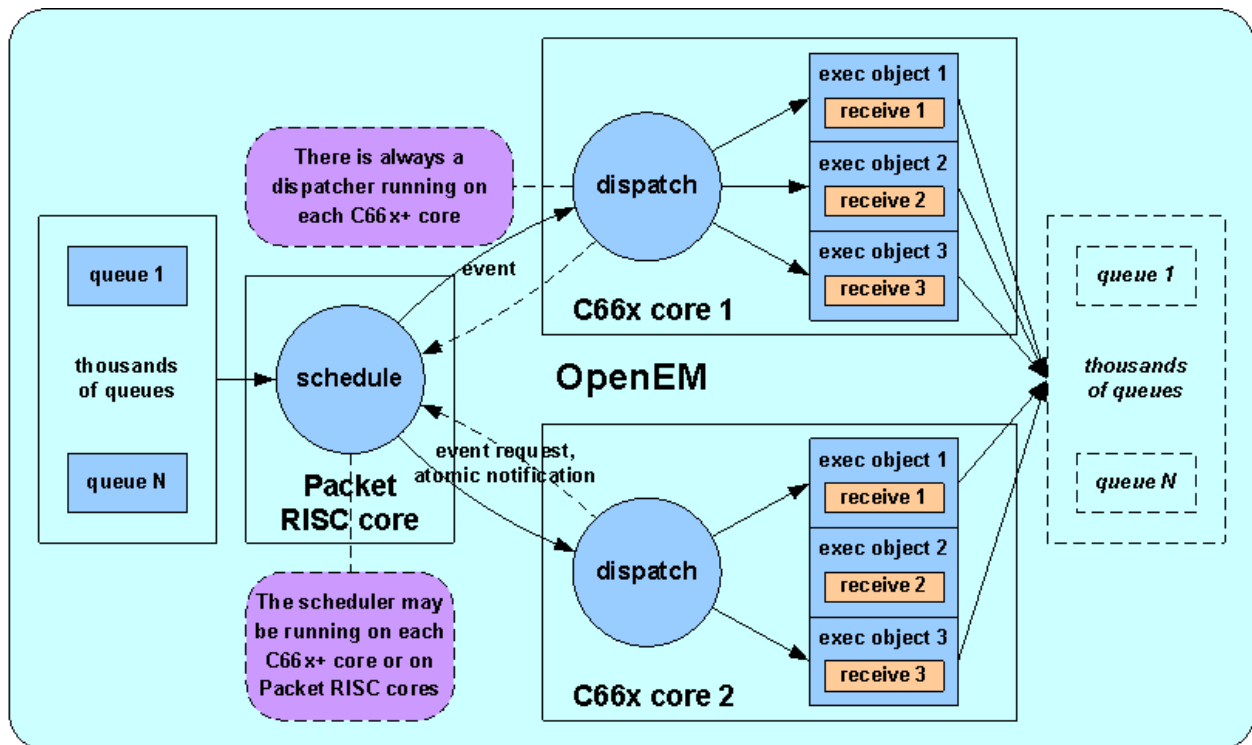 queue 1
thousands
of queues
queue N
There is always a
dispatcher running on
each C66x+ core
event
schedule
Packet
RISC core
The scheduler may
be running on each
C66x+ core or on
Packet RISC cores
event request,
atomic notification
dispatch
exec object 1
receive 1
exec object 2
receive 2
exec object 3
receive 3
C66x core 1
OpenEM
dispatch
exec object 1
receive 1
exec object 2
receive 2
exec object 3
receive 3
C66x core 2
queue 1
thousands
of queues
queue N